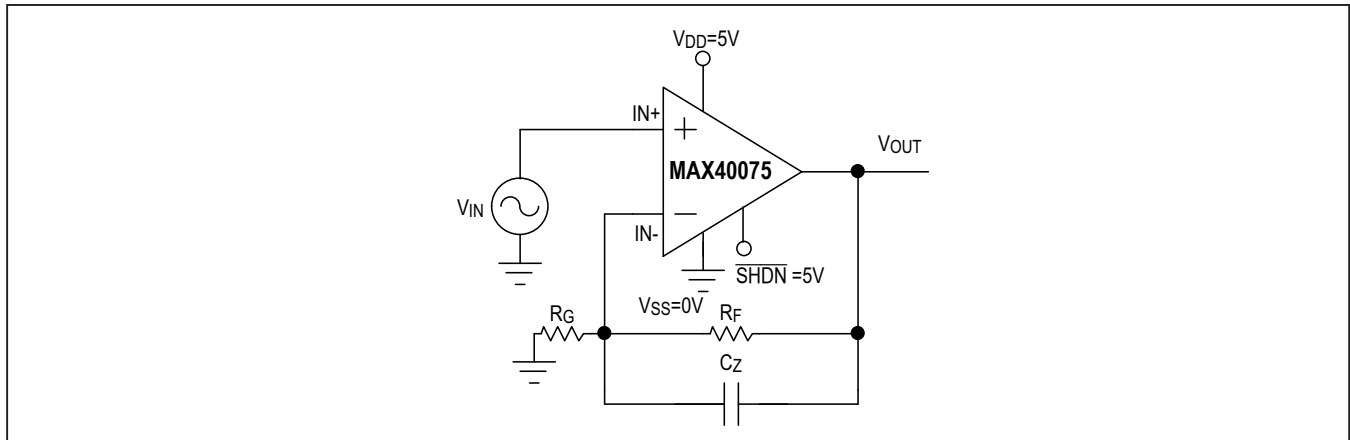 VDD=5V
IN+
+
VOUT
MAX40075
VIN
−
IN-
SHDN =5V
VSS=0V
RG
RF
CZ